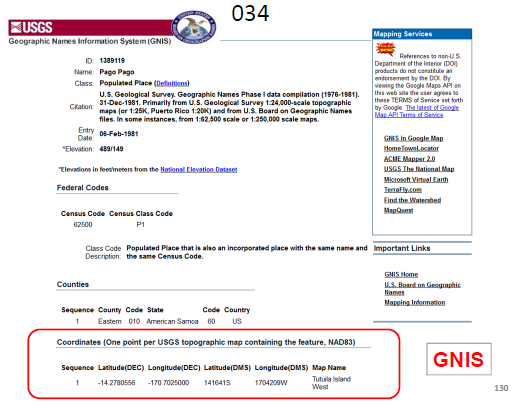 034
USGS
Geographic Names Information System (GNIS)
ID: 1389119
Name: Pago Pago
Class: Populated Place (Definitions)
Citation: U.S. Geological Survey. Geographic Names Phase I data compilation (1976-1981).
31-Dec-1981. Primarily from U.S. Geological Survey 1:24,000-scale topographic
maps (or 1:25K, Puerto Rico 1:20K) and from U.S. Board on Geographic Names
files. In some instances, from 1:62,500 scale or 1:250,000 scale maps.
Entry Date: 06-Feb-1981
*Elevation: 489/149
*Elevations in feet/meters from the National Elevation Dataset
Federal Codes
Census Code Census Class Code
62500 P1
Class Code Description: Populated Place that is also an incorporated place with the same name and
the same Census Code.
Counties
Sequence County Code State Code Country
1 Eastern 010 American Samoa 60 US
Coordinates (One point per USGS topographic map containing the feature, NAD83)
Sequence Latitude(DEC) Longitude(DEC) Latitude(DMS) Longitude(DMS) Map Name
1 -14.2780556 -170.7025000 141641S 1704209W Tutuila Island
West
Mapping Services
References to non-U.S.
Department of the Interior (DOI)
products do not constitute an
endorsement by the DOI. By
viewing the Google Maps API on
this web site the user agrees to
these TERMS of Service set forth
by Google. The latest of Google
Map API Terms of Service
GNIS in Google Map
HomeTownLocator
ACME Mapper 2.0
USGS The National Map
Microsoft Virtual Earth
TerraFly.com
Find the Watershed
MapQuest
Important Links
GNIS Home
U.S. Board on Geographic
Names
Mapping Information
GNIS
130